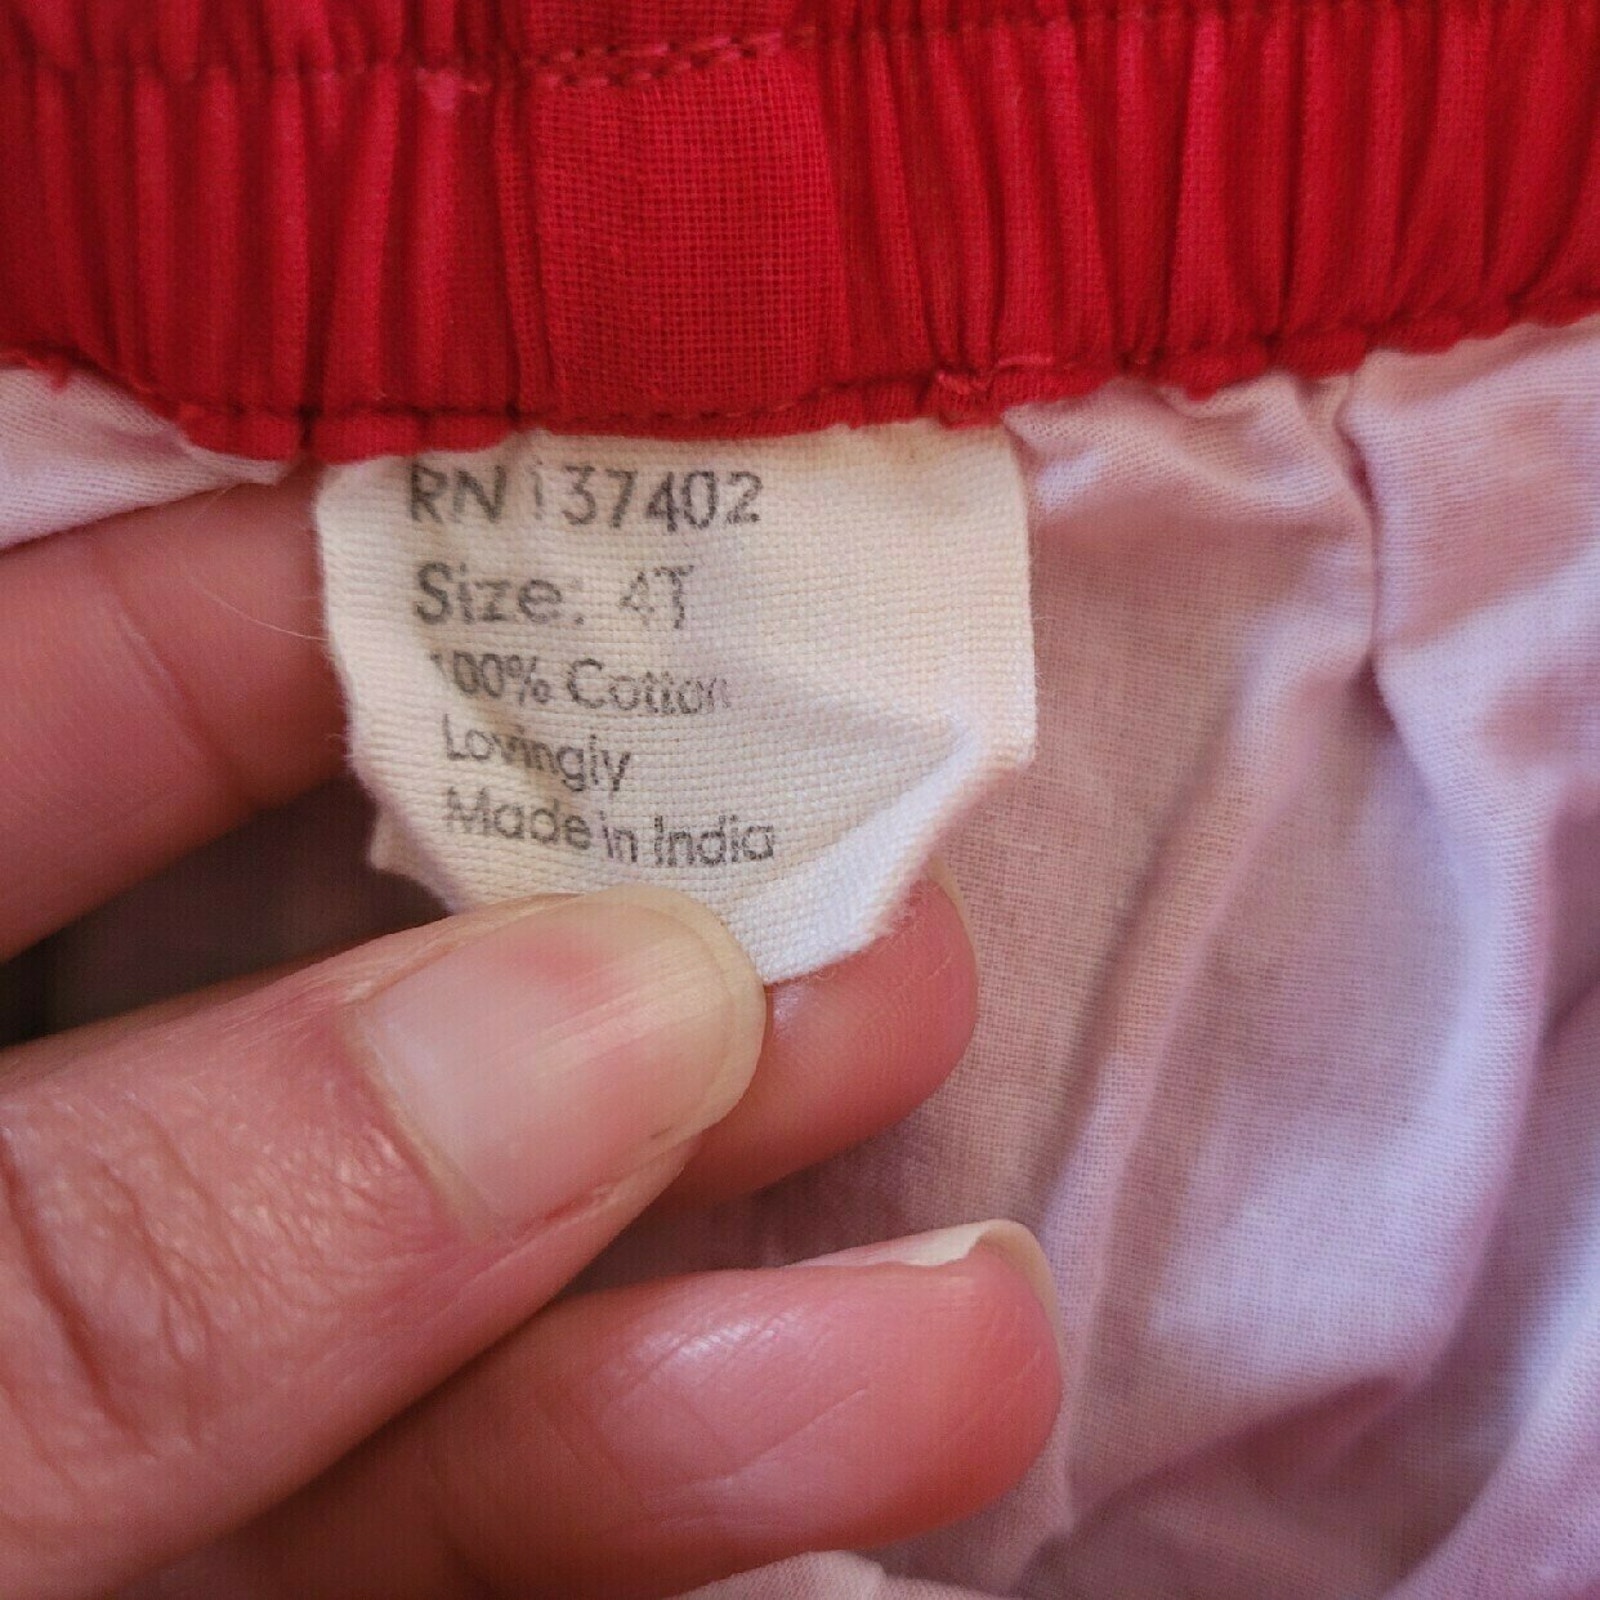 RN 137402
Size: 4T
100% Cotton
Lovingly
Made in India